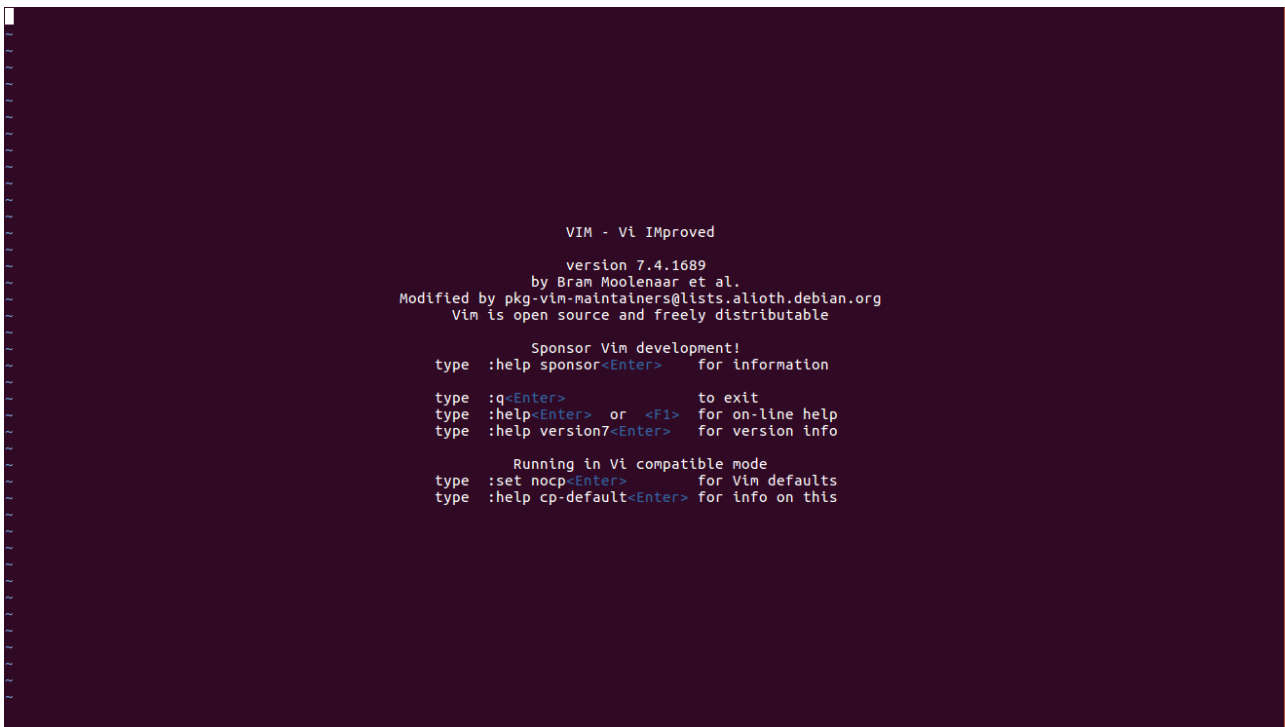 ~
~
~
~
~
~
~
~
~
~
~
~
~ VIM - Vi IMproved
~
~ version 7.4.1689
~ by Bram Moolenaar et al.
~ Modified by pkg-vim-maintainers@lists.alioth.debian.org
~ Vim is open source and freely distributable
~
~ Sponsor Vim development!
~ type :help sponsor<Enter> for information
~
~ type :q<Enter> to exit
~ type :help<Enter> or <F1> for on-line help
~ type :help version7<Enter> for version info
~
~ Running in Vi compatible mode
~ type :set nocp<Enter> for Vim defaults
~ type :help cp-default<Enter> for info on this
~
~
~
~
~
~
~
~
~
~
~
~